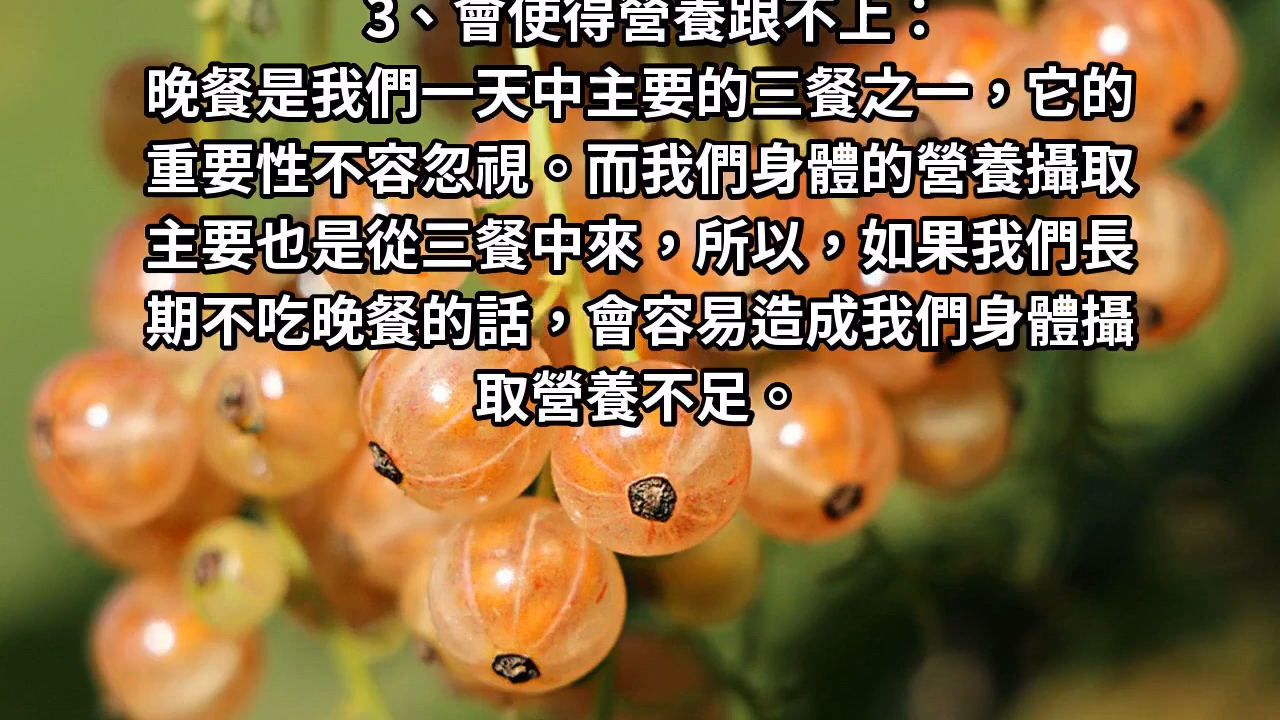 3、會使得營養跟不上：
晚餐是我們一天中主要的三餐之一，它的
重要性不容忽視。而我們身體的營養攝取
主要也是從三餐中來，所以，如果我們長
期不吃晚餐的話，會容易造成我們身體攝
取營養不足。